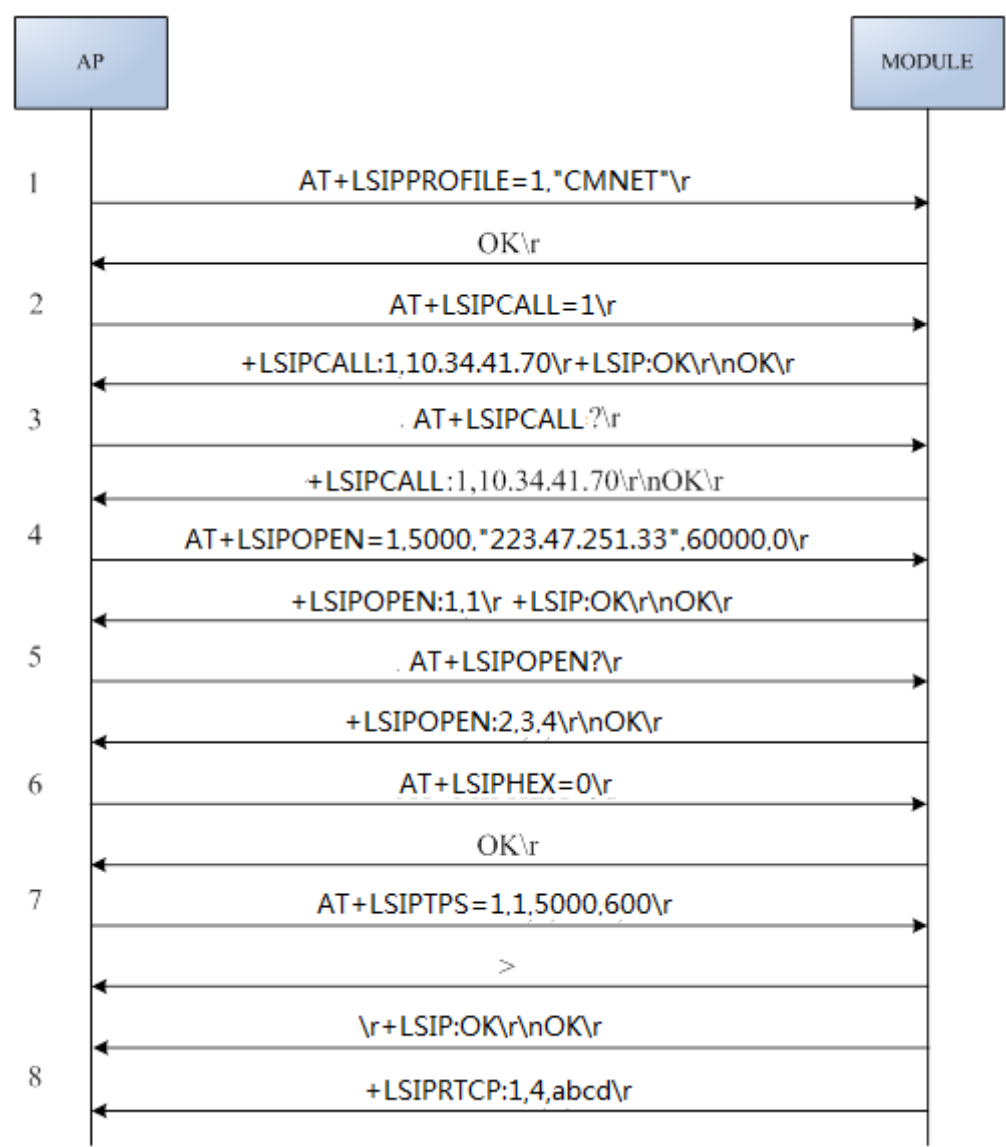 AP
MODULE
1
AT+LSIPPROFILE=1,"CMNET"\r
OK\r
2
AT+LSIPCALL=1\r
+LSIPCALL:1,10.34.41.70\r+LSIP:OK\r\nOK\r
3
AT+LSIPCALL?\r
+LSIPCALL:1,10.34.41.70\r\nOK\r
4
AT+LSIPOPEN=1,5000,"223.47.251.33",60000,0\r
+LSIPOPEN:1,1\r +LSIP:OK\r\nOK\r
5
AT+LSIPOPEN?\r
+LSIPOPEN:2,3,4\r\nOK\r
6
AT+LSIPHEX=0\r
OK\r
7
AT+LSIPTPS=1,1,5000,600\r
>
\r+LSIP:OK\r\nOK\r
8
+LSIPRTCP:1,4,abcd\r